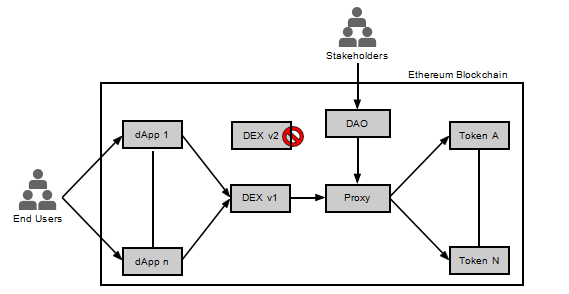 Stakeholders
Ethereum Blockchain
dApp 1
DEX v2
DAO
Token A
End Users
DEX v1
Proxy
dApp n
Token N